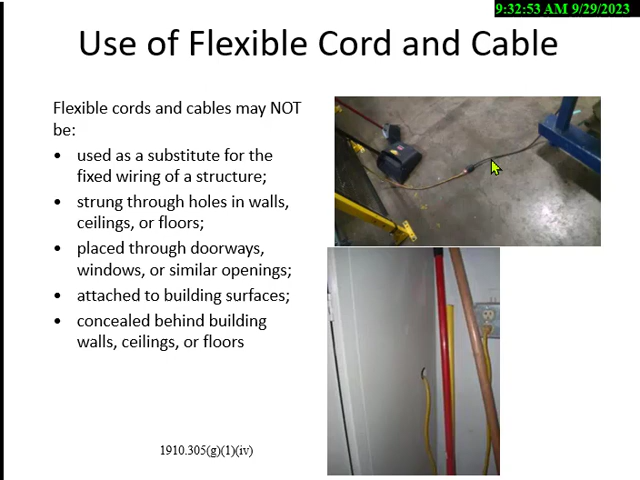 9:32:53 AM 9/29/2023
Use of Flexible Cord and Cable
Flexible cords and cables may NOT
be:
• used as a substitute for the
fixed wiring of a structure;
• strung through holes in walls,
ceilings, or floors;
• placed through doorways,
windows, or similar openings;
• attached to building surfaces;
• concealed behind building
walls, ceilings, or floors
1910.305(g)(1)(iv)